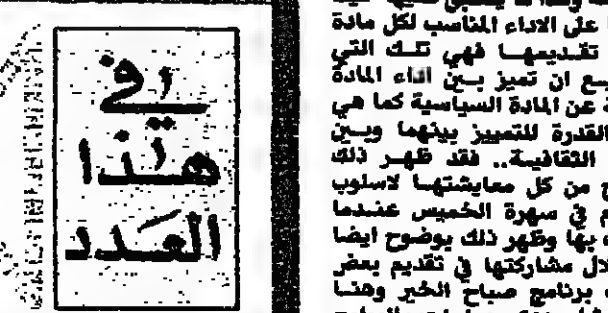 على الاداء المناسب لكل مادة
تقديمها فهي تلك التي
ان تميز بين اداء المادة
عن المادة السياسية كما هي
القدرة للتمييز بينهما وبين
الثقافية.. فقد ظهر ذلك
من كل معايشتها لاسلوب
في سهرة الخميس عندما
بها وظهر ذلك بوضوح ايضا
مشاركتها في تقديم بعض
برنامج صباح الخير وهنا
في
هذا
العدد